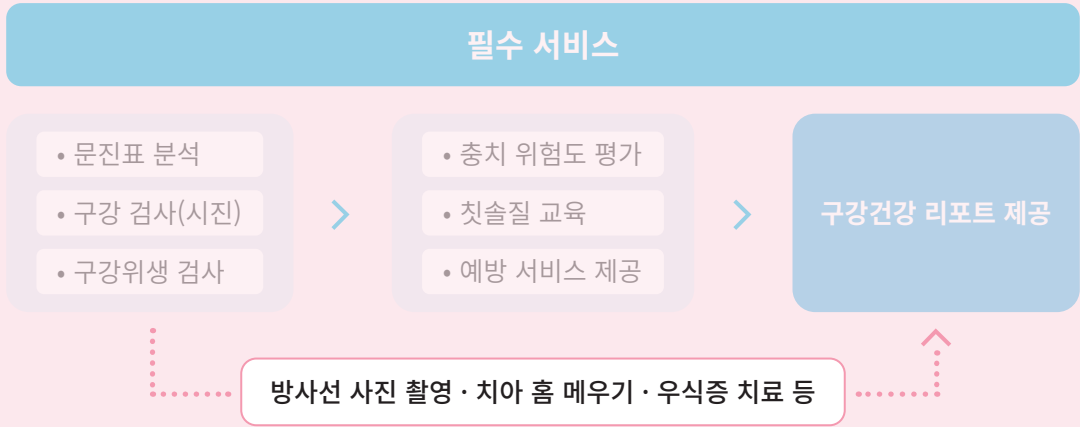 필수 서비스
• 문진표 분석
• 구강 검사(시진)
• 구강위생 검사
• 충치 위험도 평가
• 칫솔질 교육
• 예방 서비스 제공
구강건강 리포트 제공
방사선 사진 촬영 · 치아 홈 메우기 · 우식증 치료 등